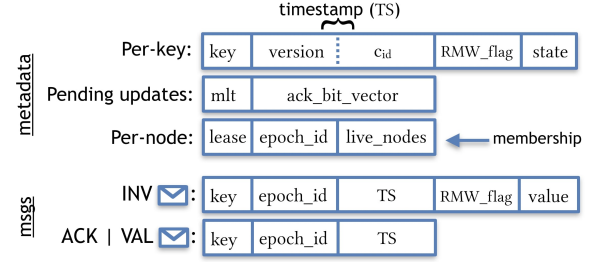 timestamp (TS)
metadata
Per-key: key version c_id RMW_flag state
Pending updates: mlt ack_bit_vector
Per-node: lease epoch_id live_nodes membership
msgs
INV : key epoch_id TS RMW_flag value
ACK | VAL : key epoch_id TS